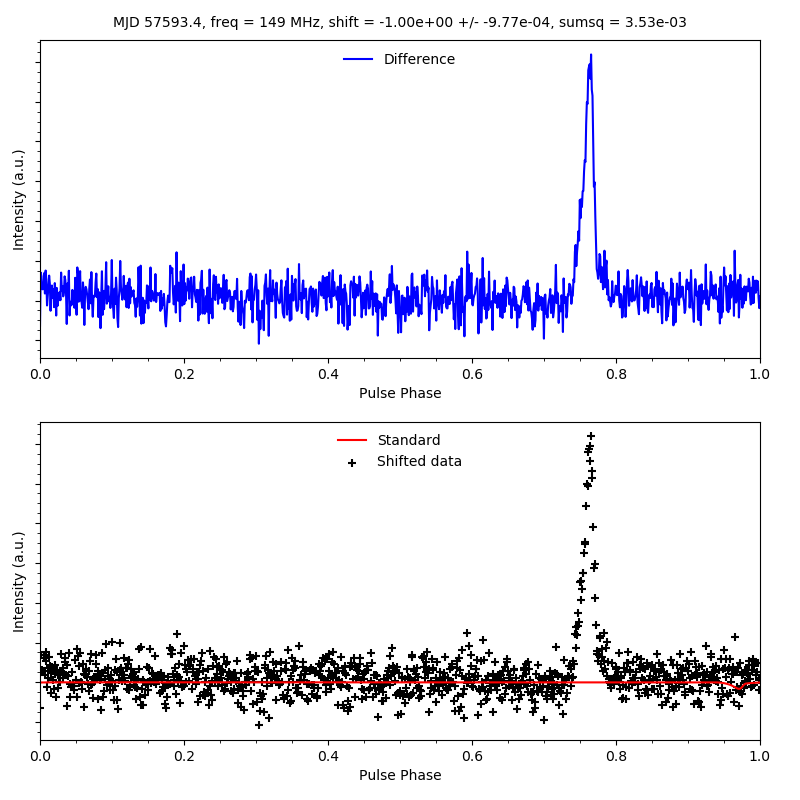 MJD 57593.4, freq = 149 MHz, shift = -1.00e+00 +/- -9.77e-04, sumsq = 3.53e-03
Difference
Intensity (a.u.)
0.0 0.2 0.4 0.6 0.8 1.0
Pulse Phase
Standard
Shifted data
Intensity (a.u.)
0.0 0.2 0.4 0.6 0.8 1.0
Pulse Phase